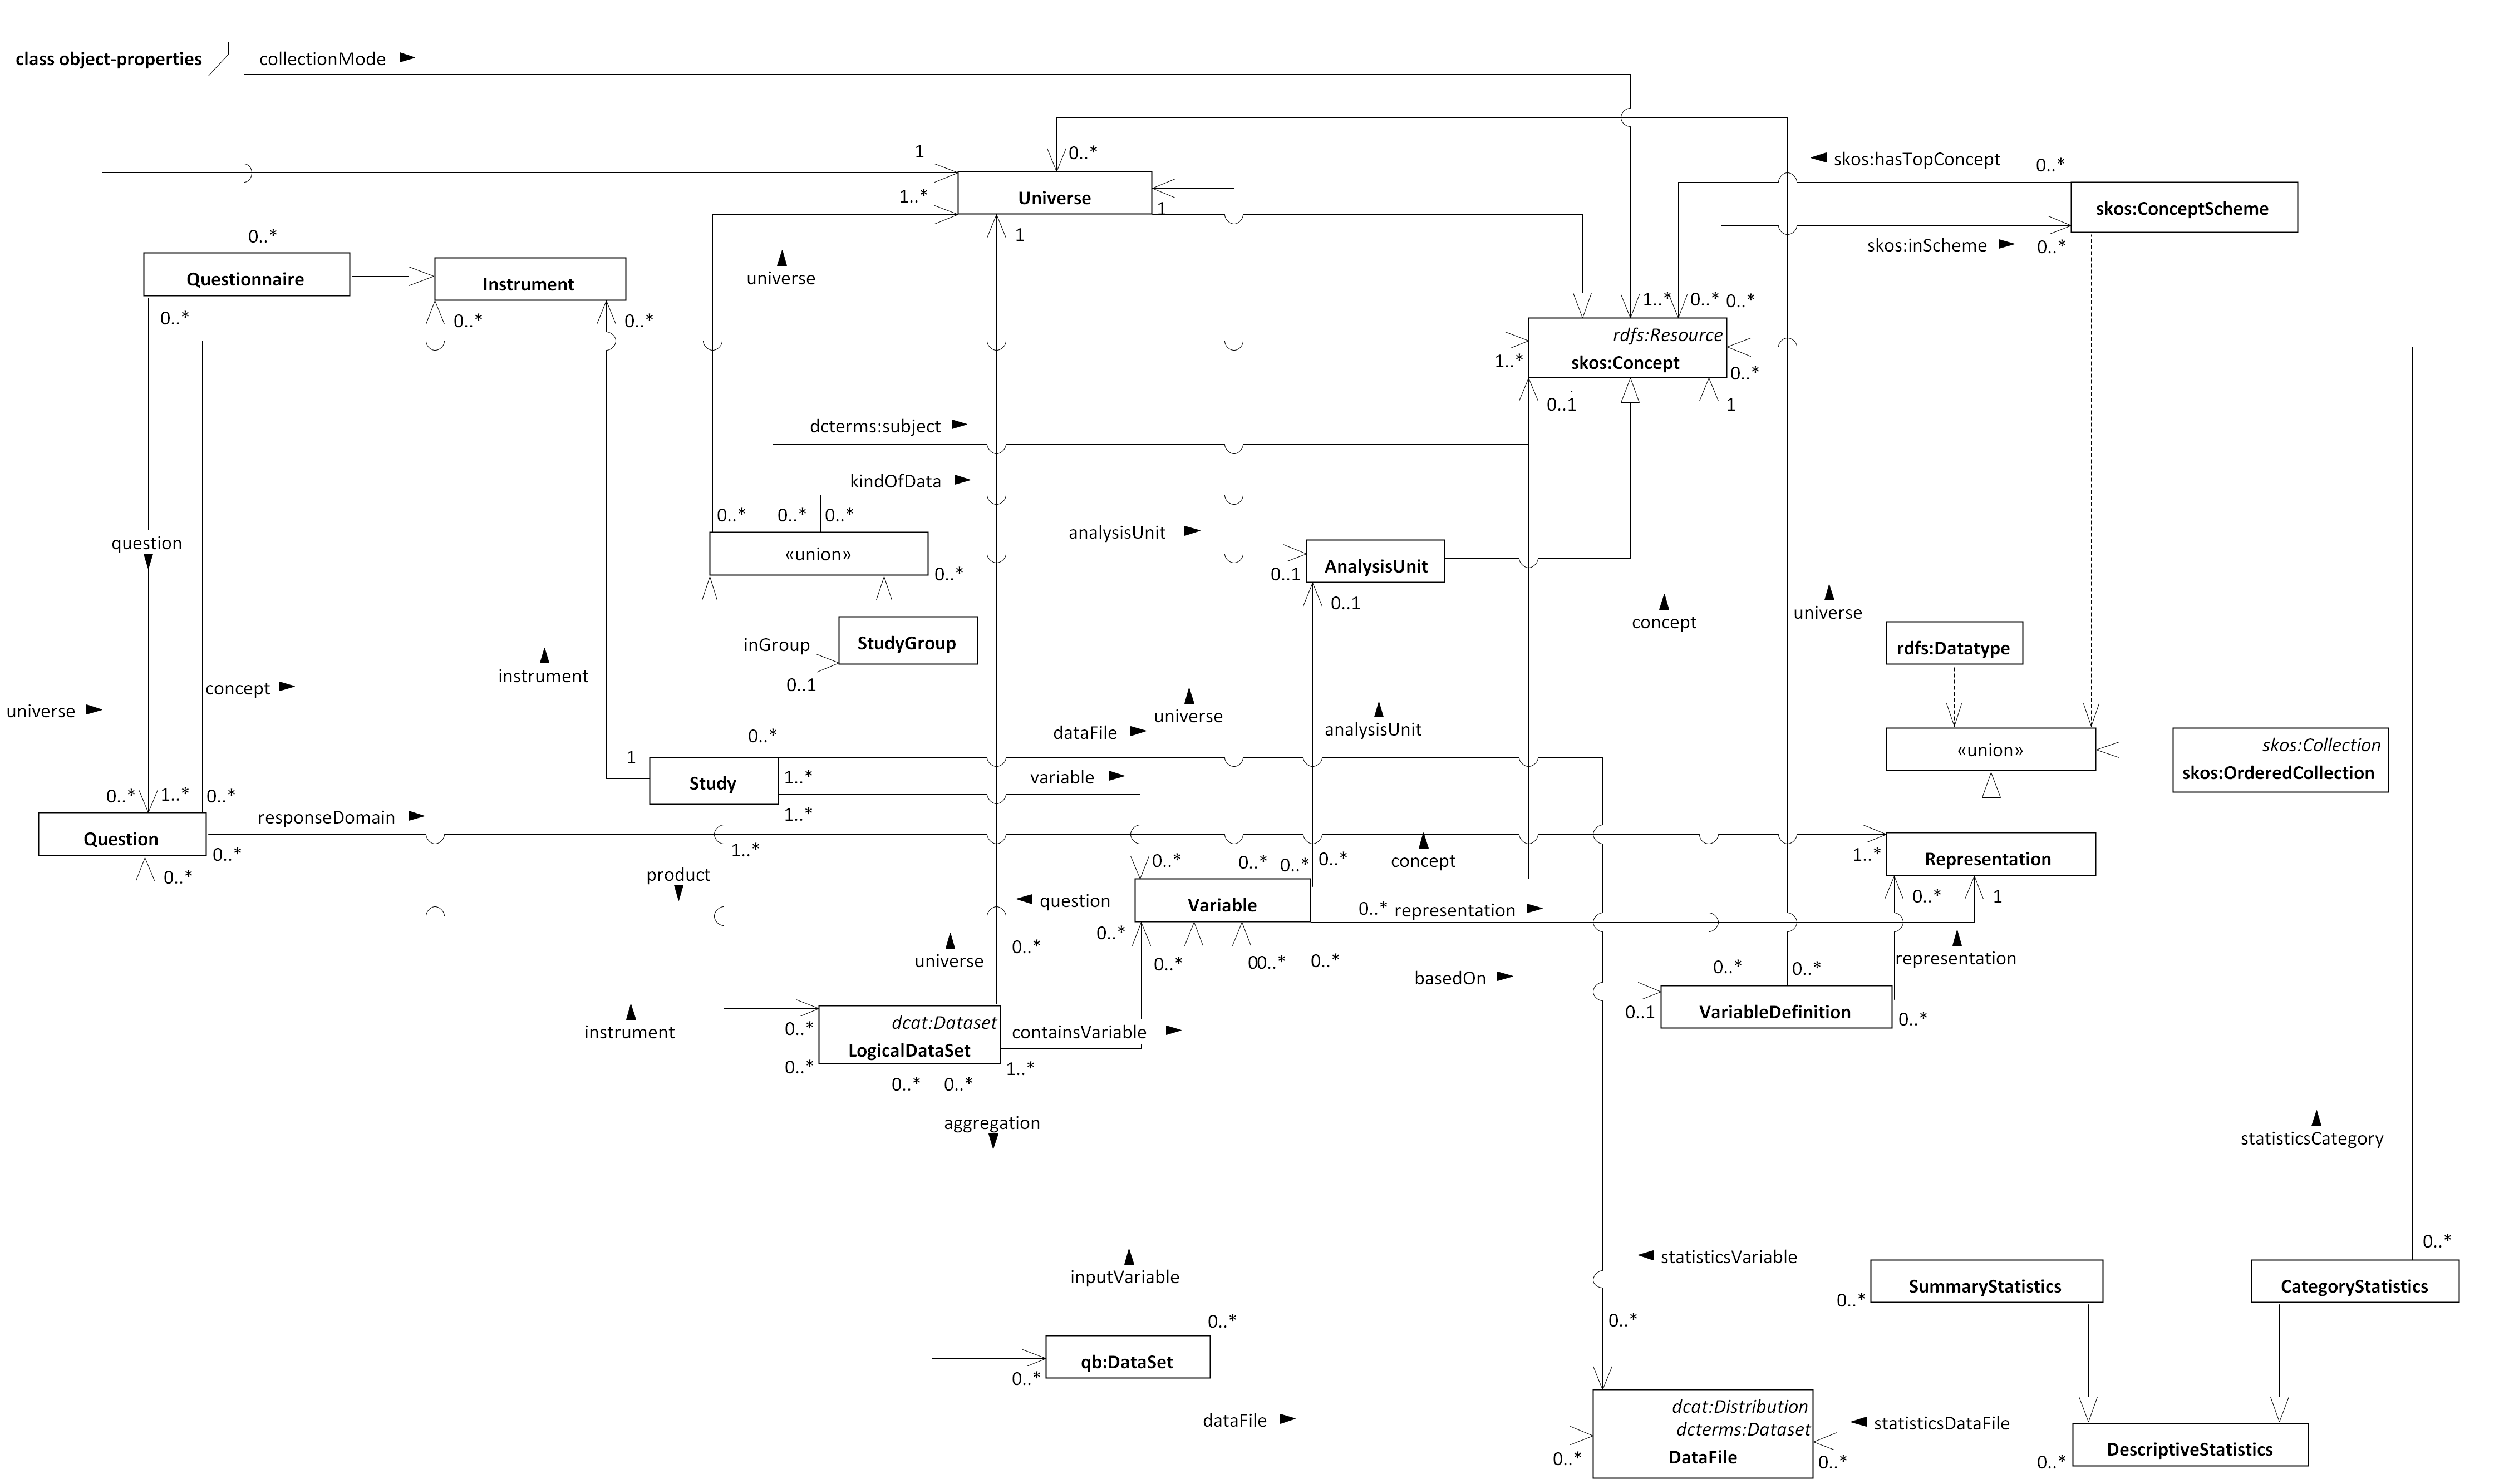 class object-properties
collectionMode
1
0..*
skos:hasTopConcept
0..*
1..*
Universe
1
skos:ConceptScheme
0..*
1
skos:inScheme
0..*
universe
Questionnaire
Instrument
0..*
0..*
0..*
1..*
0..*
0..*
rdfs:Resource
skos:Concept
1..*
0..*
0..1
1
dcterms:subject
kindOfData
0..*
0..*
0..*
question
analysisUnit
«union»
0..*
0..1
AnalysisUnit
0..1
concept
universe
inGroup
StudyGroup
rdfs:Datatype
instrument
0..1
concept
universe
universe
analysisUnit
dataFile
0..*
1
Study
1..*
variable
«union»
skos:Collection
skos:OrderedCollection
0..*
1..*
0..*
responseDomain
1..*
Question
0..*
1..*
0..*
0..*
0..*
0..*
concept
1..*
Representation
0..*
product
question
Variable
0..*
representation
0..*
1
0..*
0..*
universe
0..*
00..*
0..*
representation
basedOn
0..*
0..*
0..1
VariableDefinition
0..*
instrument
0..*
dcat:Dataset
LogicalDataSet
containsVariable
0..*
1..*
0..*
0..*
aggregation
statisticsCategory
inputVariable
statisticsVariable
0..*
SummaryStatistics
CategoryStatistics
0..*
0..*
0..*
qb:DataSet
0..*
dataFile
0..*
dcat:Distribution
dcterms:Dataset
DataFile
statisticsDataFile
0..*
0..*
DescriptiveStatistics